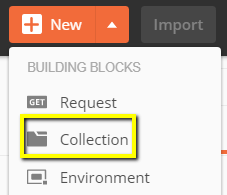 New Import
BUILDING BLOCKS
GET Request
Collection
Environment